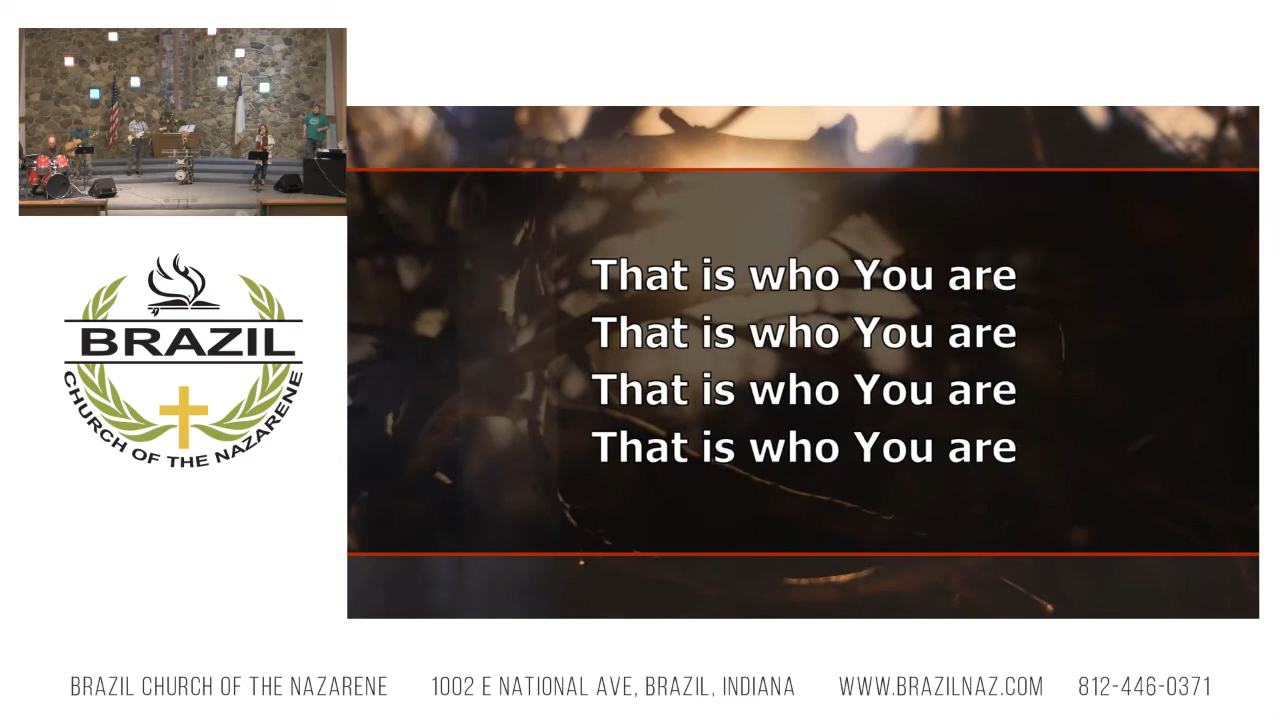 That is who You are
That is who You are
That is who You are
That is who You are
BRAZIL
CHURCH OF THE NAZARENE
BRAZIL CHURCH OF THE NAZARENE 1002 E NATIONAL AVE, BRAZIL, INDIANA WWW.BRAZILNAZ.COM 812-446-0371